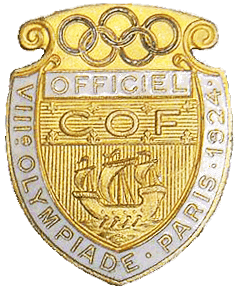 OFFICIEL
COF
VIIIe OLYMPIADE · PARIS · 1924 ·